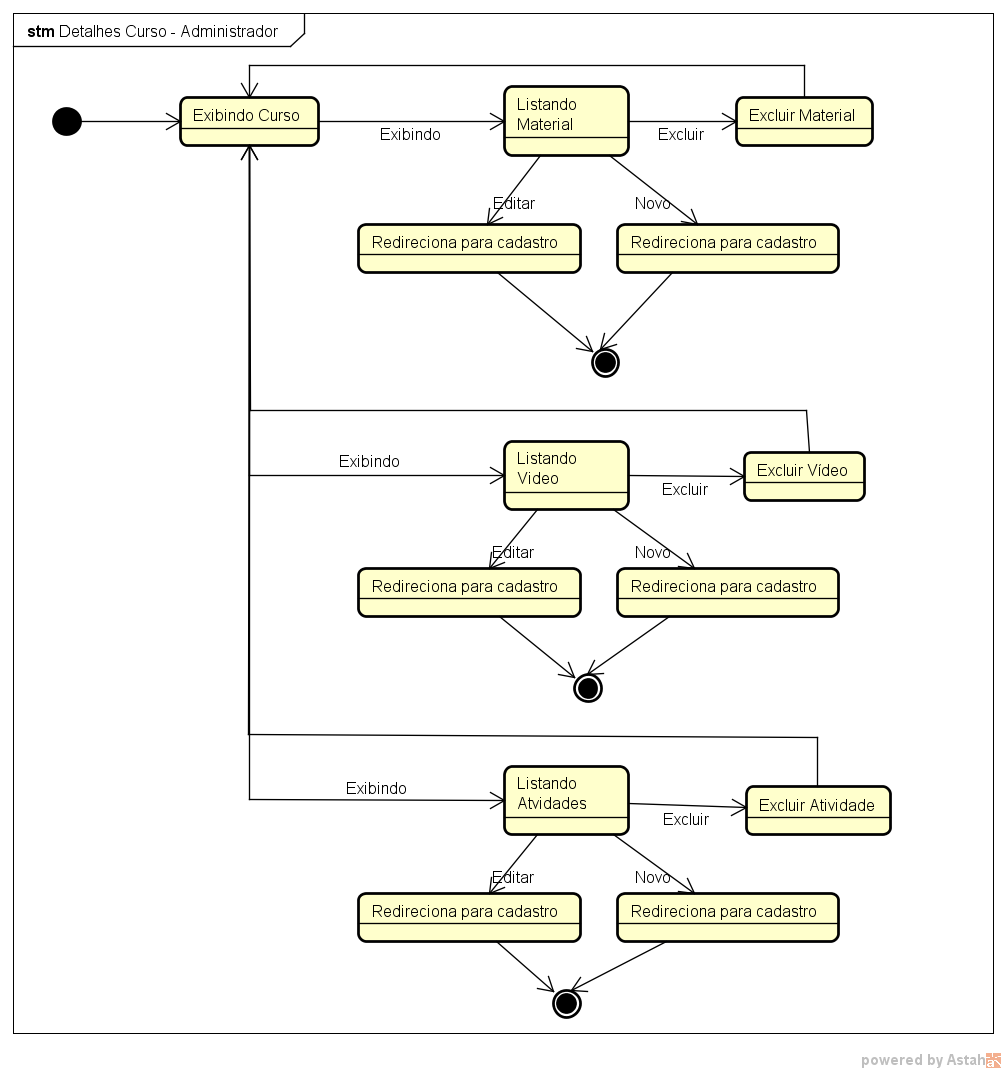 stm Detalhes Curso - Administrador
Exibindo Curso
Exibindo
Listando
Material
Excluir
Excluir Material
Editar
Novo
Redireciona para cadastro
Redireciona para cadastro
Exibindo
Listando
Video
Excluir
Excluir Vídeo
Editar
Novo
Redireciona para cadastro
Redireciona para cadastro
Exibindo
Listando
Atvidades
Excluir
Excluir Atividade
Editar
Novo
Redireciona para cadastro
Redireciona para cadastro
powered by Astah